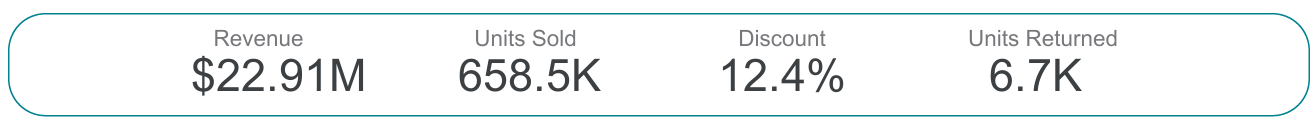 Revenue Units Sold Discount Units Returned
$22.91M 658.5K 12.4% 6.7K